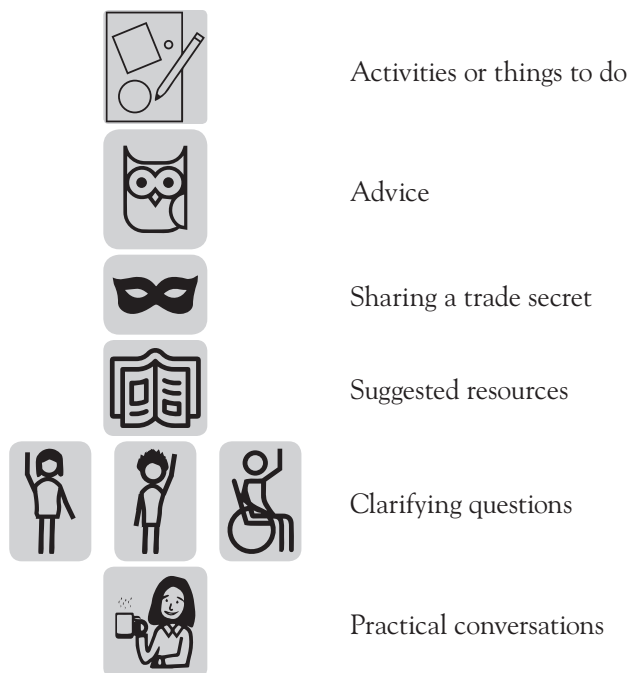 Activities or things to do
Advice
Sharing a trade secret
Suggested resources
Clarifying questions
Practical conversations